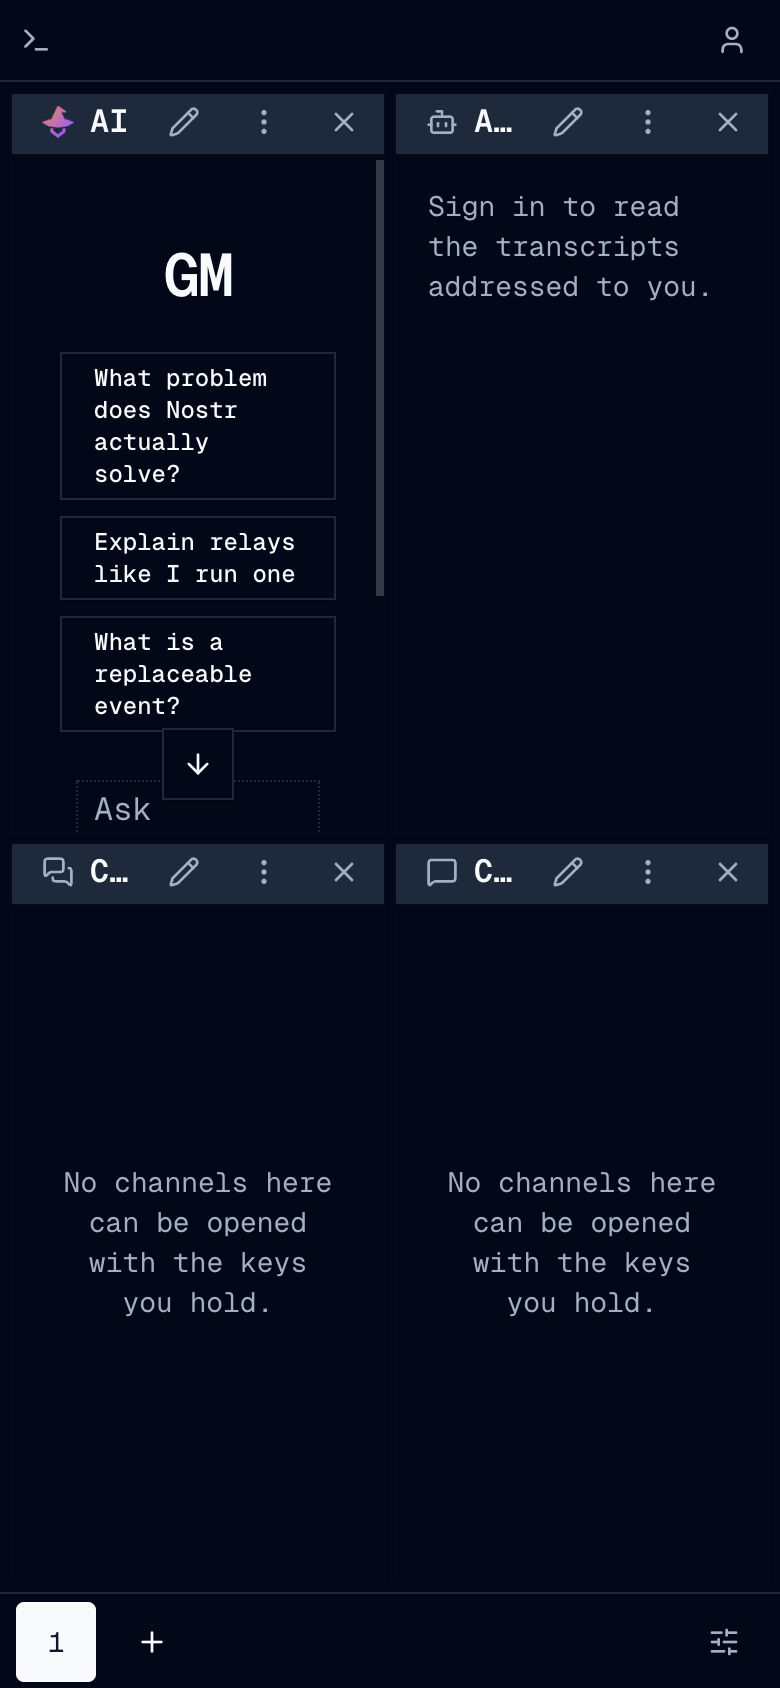 AI
A…
GM
What problem
does Nostr
actually
solve?
Explain relays
like I run one
What is a
replaceable
event?
Ask
Sign in to read
the transcripts
addressed to you.
C…
C…
No channels here
can be opened
with the keys
you hold.
No channels here
can be opened
with the keys
you hold.
1